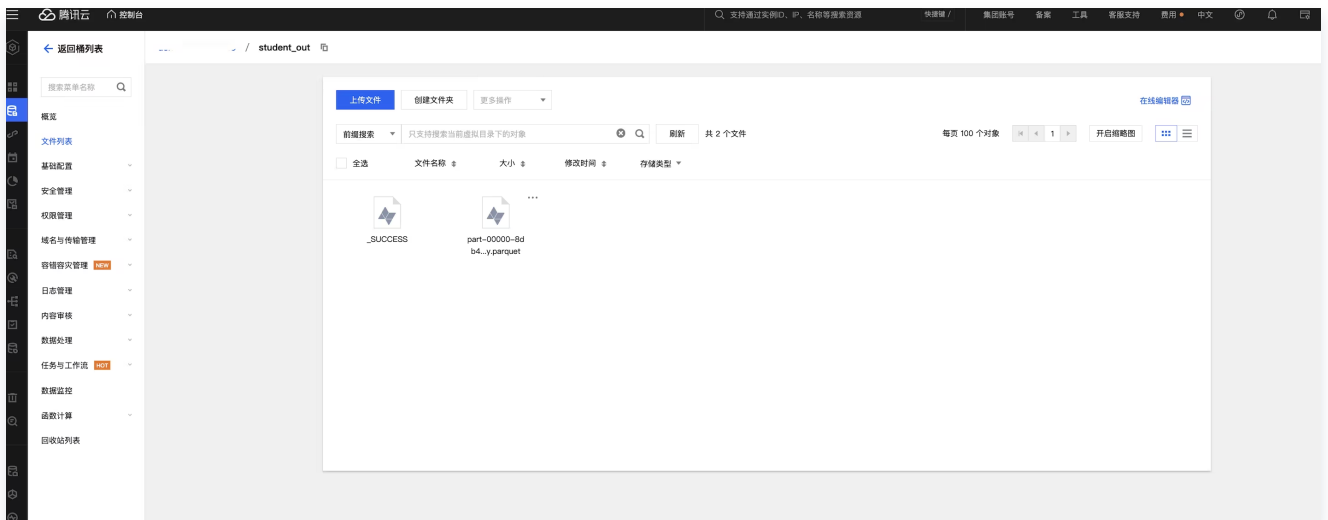 腾讯云 控制台 支持通过实例ID、IP、名称等搜索资源 快捷键 / 集团账号 备案 工具 客服支持 费用 中文
返回桶列表 / student_out
搜索菜单名称
概览
文件列表
基础配置
安全管理
权限管理
域名与传输管理
容错容灾管理 NEW
日志管理
内容审核
数据处理
任务与工作流 HOT
数据监控
函数计算
回收站列表
上传文件 创建文件夹 更多操作 在线编辑器
前缀搜索 只支持搜索当前虚拟目录下的对象 刷新 共 2 个文件 每页 100 个对象 1 开启缩略图
全选 文件名称 大小 修改时间 存储类型
_SUCCESS
part-00000-8d
b4...y.parquet